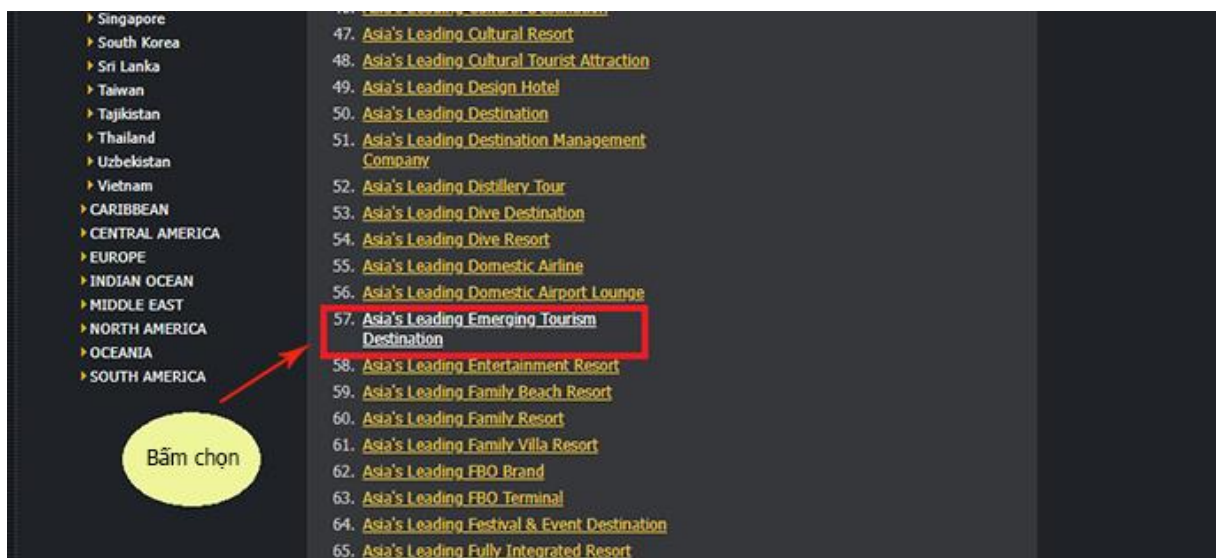 Singapore
South Korea
Sri Lanka
Taiwan
Tajikistan
Thailand
Uzbekistan
Vietnam
CARIBBEAN
CENTRAL AMERICA
EUROPE
INDIAN OCEAN
MIDDLE EAST
NORTH AMERICA
OCEANIA
SOUTH AMERICA
Bấm chọn
47. Asia's Leading Cultural Resort
48. Asia's Leading Cultural Tourist Attraction
49. Asia's Leading Design Hotel
50. Asia's Leading Destination
51. Asia's Leading Destination Management
Company
52. Asia's Leading Distillery Tour
53. Asia's Leading Dive Destination
54. Asia's Leading Dive Resort
55. Asia's Leading Domestic Airline
56. Asia's Leading Domestic Airport Lounge
57. Asia's Leading Emerging Tourism
Destination
58. Asia's Leading Entertainment Resort
59. Asia's Leading Family Beach Resort
60. Asia's Leading Family Resort
61. Asia's Leading Family Villa Resort
62. Asia's Leading FBO Brand
63. Asia's Leading FBO Terminal
64. Asia's Leading Festival & Event Destination
65. Asia's Leading Fully Integrated Resort